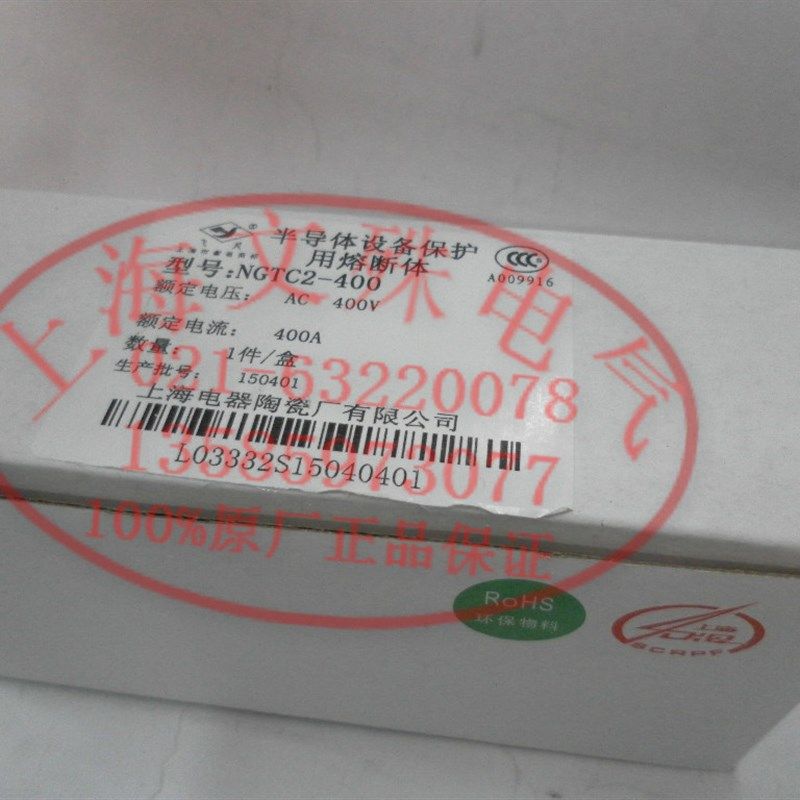 半导体设备保护
用熔断体
A009916
型号:NGTC2-400
额定电压: AC 400V
额定电流: 400A
数量: 1件/盒
生产批号: 150401
上海电器陶瓷厂有限公司
L03332S15040401
上海文珠电气
021-63220078
100%原厂正品保证
RoHS
环保物料
SCRPF